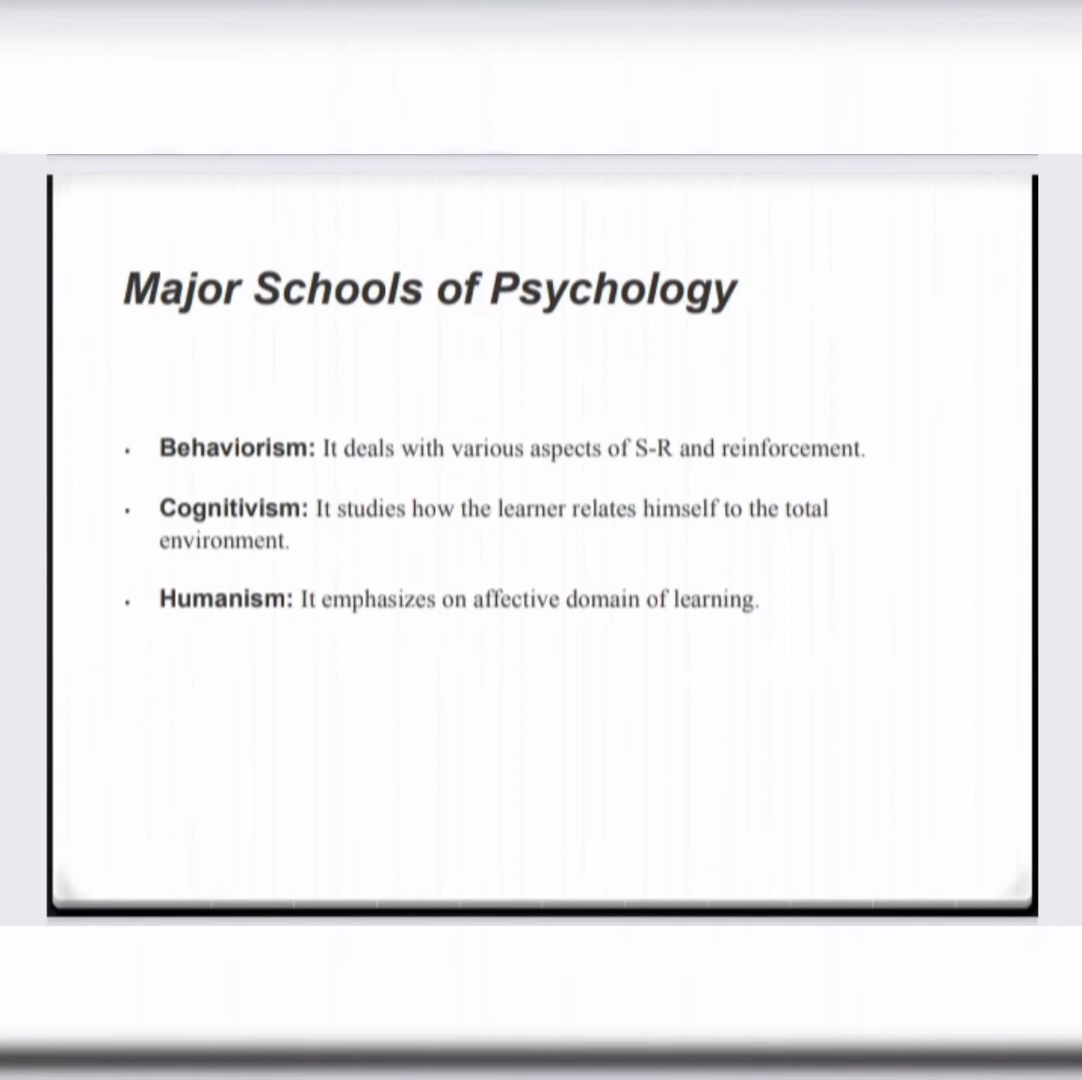 Major Schools of Psychology
· Behaviorism: It deals with various aspects of S-R and reinforcement.
· Cognitivism: It studies how the learner relates himself to the total
environment.
· Humanism: It emphasizes on affective domain of learning.